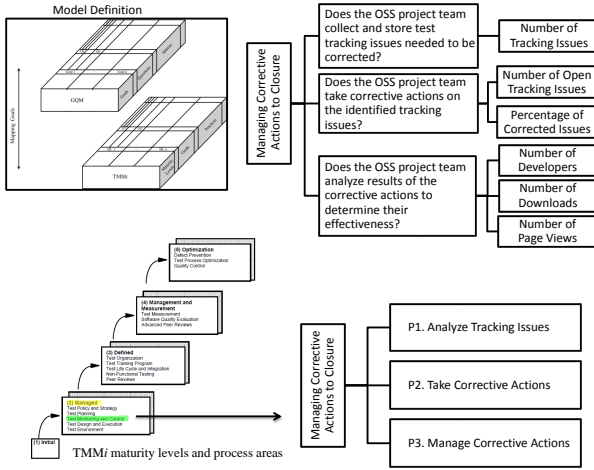 Model Definition
Mapping Goals
GQM
Goals
Questions
Metrics
TMMi
Maturity
Levels
Goals
Practices
Managing Corrective
Actions to Closure
Does the OSS project team
collect and store test
tracking issues needed to be
corrected?
Number of
Tracking Issues
Does the OSS project team
take corrective actions on
the identified tracking
issues?
Number of Open
Tracking Issues
Percentage of
Corrected Issues
Does the OSS project team
analyze results of the
corrective actions to
determine their
effectiveness?
Number of
Developers
Number of
Downloads
Number of
Page Views
(5) Optimization
Defect Prevention
Test Process Optimization
Quality Control
(4) Management and
Measurement
Test Measurement
Software Quality Evaluation
Advanced Peer Reviews
(3) Defined
Test Organization
Test Training Program
Test Life Cycle and Integration
Non-Functional Testing
Peer Reviews
(2) Managed
Test Policy and Strategy
Test Planning
Test Monitoring and Control
Test Design and Execution
Test Environment
(1) Initial
TMMi maturity levels and process areas
Managing Corrective
Actions to Closure
P1. Analyze Tracking Issues
P2. Take Corrective Actions
P3. Manage Corrective Actions